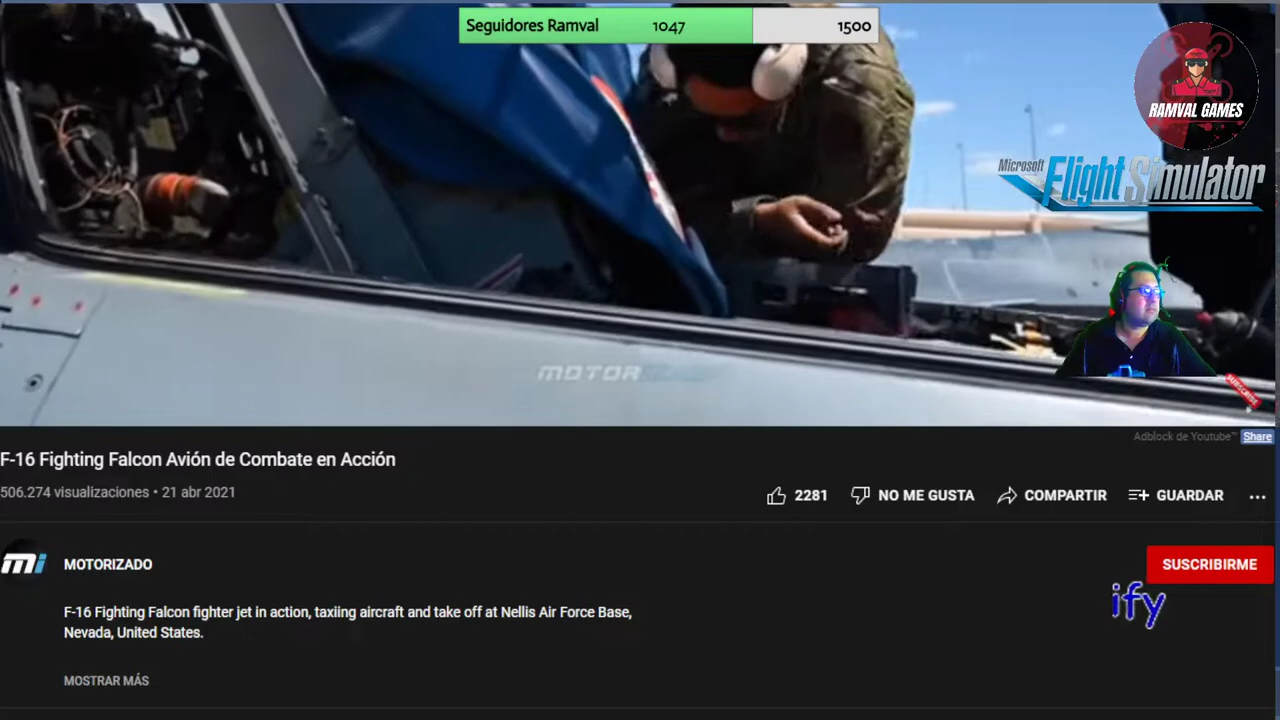 Seguidores Ramval 1047 1500
RAMVAL GAMES
Microsoft
Flight Simulator
MOTOR
SUBSCRIBE
Adblock de Youtube™ Share
F-16 Fighting Falcon Avión de Combate en Acción
506.274 visualizaciones • 21 abr 2021
2281 NO ME GUSTA COMPARTIR GUARDAR
Mi MOTORIZADO
SUSCRIBIRME
ify
F-16 Fighting Falcon fighter jet in action, taxiing aircraft and take off at Nellis Air Force Base,
Nevada, United States.
MOSTRAR MÁS